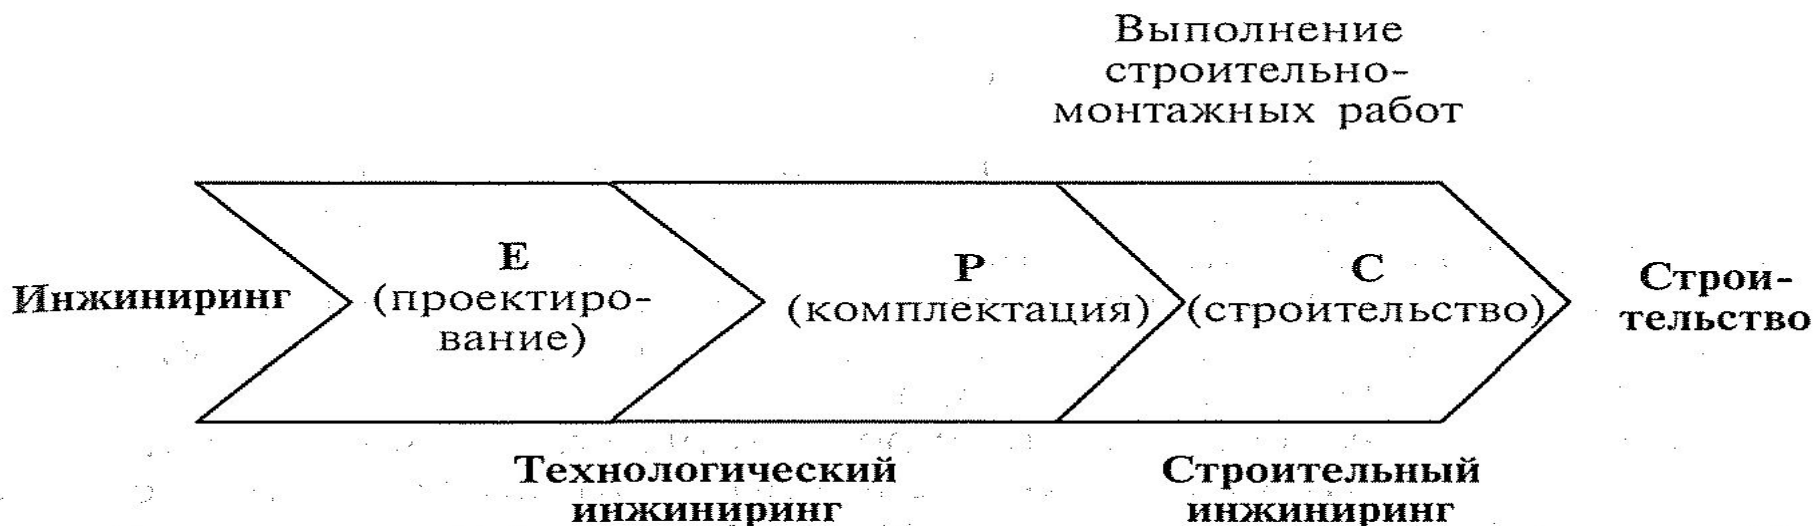 Выполнение
строительно-
монтажных работ
Инжиниринг
E
(проектиро-
вание)
P
(комплектация)
C
(строительство)
Строи-
тельство
Технологический
инжиниринг
Строительный
инжиниринг